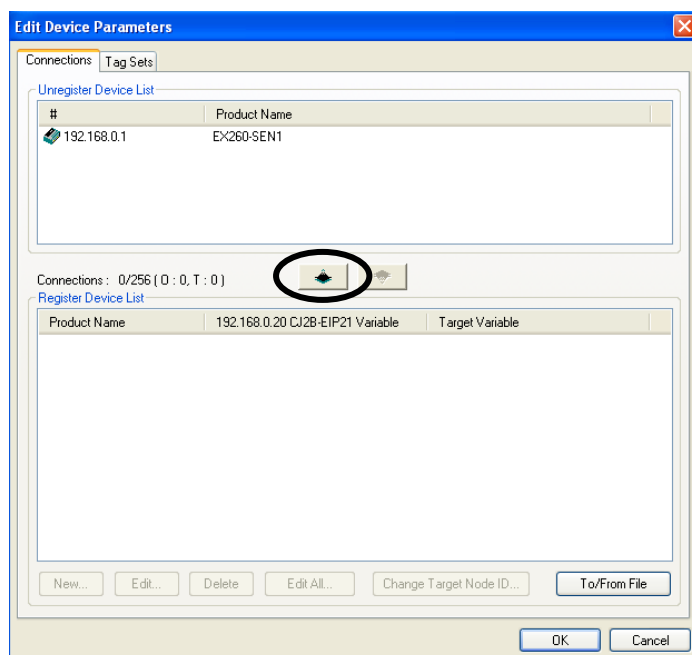 Edit Device Parameters
Connections Tag Sets
Unregister Device List
# Product Name
192.168.0.1 EX260-SEN1
Connections : 0/256 ( O : 0, T : 0 )
Register Device List
Product Name 192.168.0.20 CJ2B-EIP21 Variable Target Variable
New... Edit... Delete Edit All... Change Target Node ID... To/From File
OK Cancel